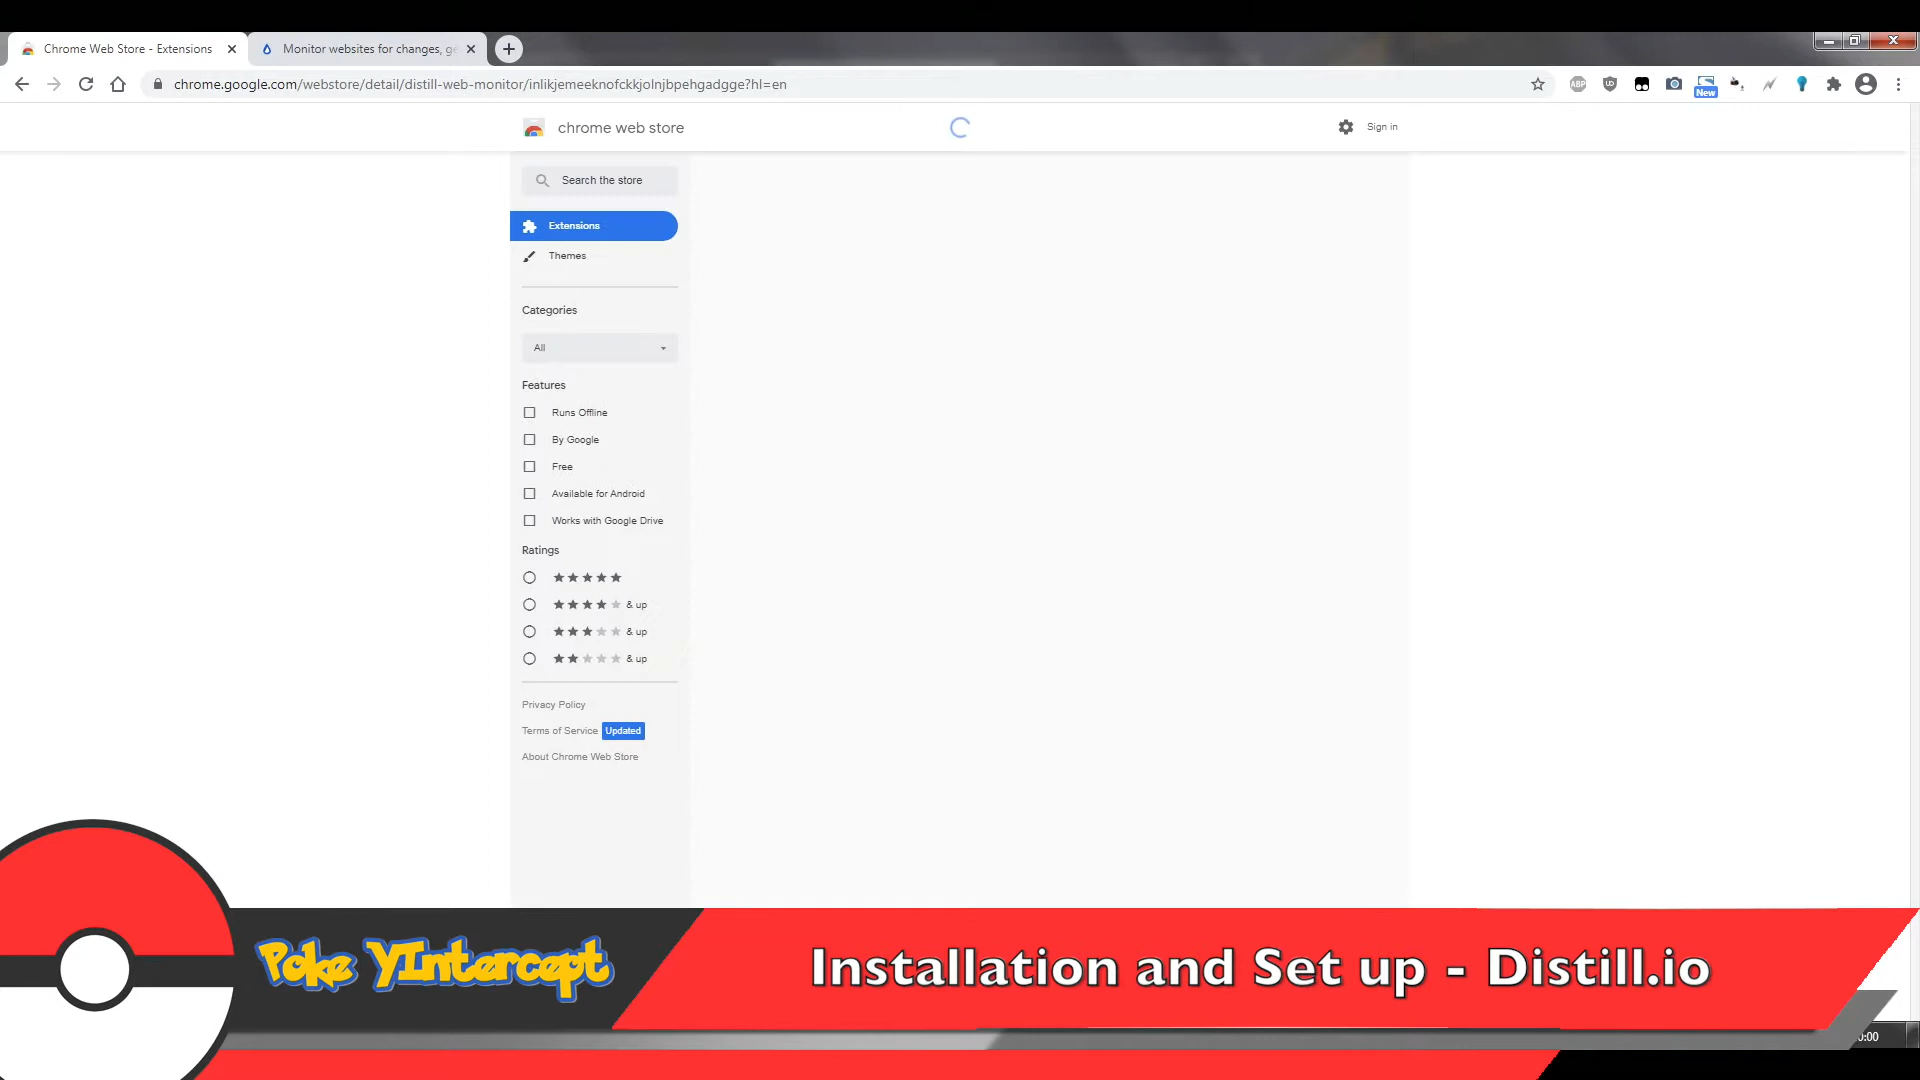 Chrome Web Store - Extensions
Monitor websites for changes, ge
chrome.google.com/webstore/detail/distill-web-monitor/inlikjemeeknofckkjolnjbpehgadgge?hl=en
ABP
New
chrome web store
Sign in
Search the store
Extensions
Themes
Categories
All
Features
Runs Offline
By Google
Free
Available for Android
Works with Google Drive
Ratings
& up
& up
& up
Privacy Policy
Terms of Service Updated
About Chrome Web Store
Poke YIntercept
Installation and Set up - Distill.io